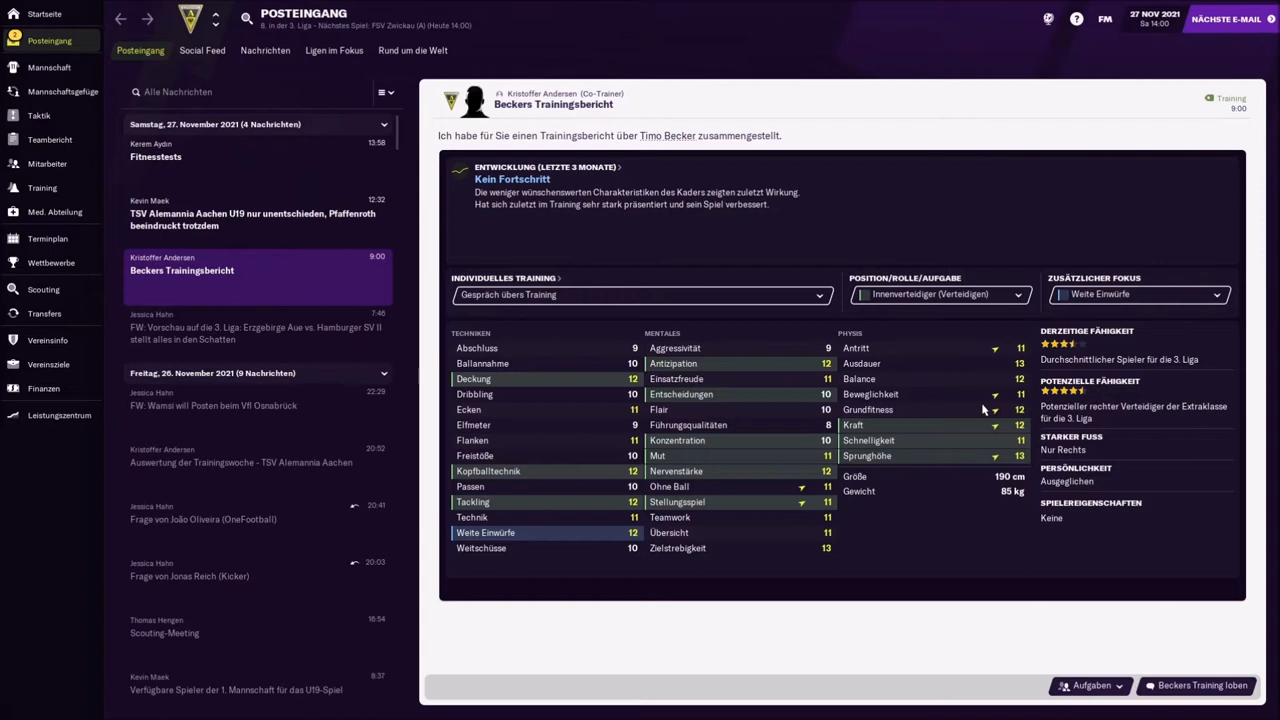 Startseite
2
Posteingang
Mannschaft
Mannschaftsgefüge
Taktik
Teambericht
Mitarbeiter
Training
Med. Abteilung
Terminplan
Wettbewerbe
Scouting
Transfers
Vereinsinfo
Vereinsziele
Finanzen
Leistungszentrum
POSTEINGANG
8. in der 3. Liga - Nächstes Spiel: FSV Zwickau (A) (Heute 14:00)
FM
27 NOV 2021
Sa 14:00
NÄCHSTE E-MAIL
Posteingang Social Feed Nachrichten Ligen im Fokus Rund um die Welt
Alle Nachrichten
Samstag, 27. November 2021 (4 Nachrichten)
Kerem Aydın 13:58
Fitnesstests
Kevin Maek 12:32
TSV Alemannia Aachen U19 nur unentschieden, Pfaffenroth
beeindruckt trotzdem
Kristoffer Andersen 9:00
Beckers Trainingsbericht
Jessica Hahn 7:46
FW: Vorschau auf die 3. Liga: Erzgebirge Aue vs. Hamburger SV II
stellt alles in den Schatten
Freitag, 26. November 2021 (9 Nachrichten)
Jessica Hahn 22:29
FW: Wamsi will Posten beim Vfl Osnabrück
Kristoffer Andersen 20:52
Auswertung der Trainingswoche - TSV Alemannia Aachen
Jessica Hahn 20:41
Frage von João Oliveira (OneFootball)
Jessica Hahn 20:03
Frage von Jonas Reich (Kicker)
Thomas Hengen 16:54
Scouting-Meeting
Kevin Maek 8:37
Verfügbare Spieler der 1. Mannschaft für das U19-Spiel
Kristoffer Andersen (Co-Trainer)
Beckers Trainingsbericht
Training
9:00
Ich habe für Sie einen Trainingsbericht über Timo Becker zusammengestellt.
ENTWICKLUNG (LETZTE 3 MONATE)
Kein Fortschritt
Die weniger wünschenswerten Charakteristiken des Kaders zeigten zuletzt Wirkung.
Hat sich zuletzt im Training sehr stark präsentiert und sein Spiel verbessert.
INDIVIDUELLES TRAINING
Gespräch übers Training
POSITION/ROLLE/AUFGABE
Innenverteidiger (Verteidigen)
ZUSÄTZLICHER FOKUS
Weite Einwürfe
TECHNIKEN
Abschluss 9
Ballannahme 10
Deckung 12
Dribbling 10
Ecken 11
Elfmeter 9
Flanken 11
Freistöße 10
Kopfballtechnik 12
Passen 10
Tackling 12
Technik 11
Weite Einwürfe 12
Weitschüsse 10
MENTALES
Aggressivität 9
Antizipation 12
Einsatzfreude 11
Entscheidungen 10
Flair 10
Führungsqualitäten 8
Konzentration 10
Mut 11
Nervenstärke 12
Ohne Ball 11
Stellungsspiel 11
Teamwork 11
Übersicht 11
Zielstrebigkeit 13
PHYSIS
Antritt 11
Ausdauer 13
Balance 12
Beweglichkeit 11
Grundfitness 12
Kraft 12
Schnelligkeit 11
Sprunghöhe 13
Größe 190 cm
Gewicht 85 kg
DERZEITIGE FÄHIGKEIT
Durchschnittlicher Spieler für die 3. Liga
POTENZIELLE FÄHIGKEIT
Potenzieller rechter Verteidiger der Extraklasse
für die 3. Liga
STARKER FUSS
Nur Rechts
PERSÖNLICHKEIT
Ausgeglichen
SPIELEREIGENSCHAFTEN
Keine
Aufgaben
Beckers Training loben